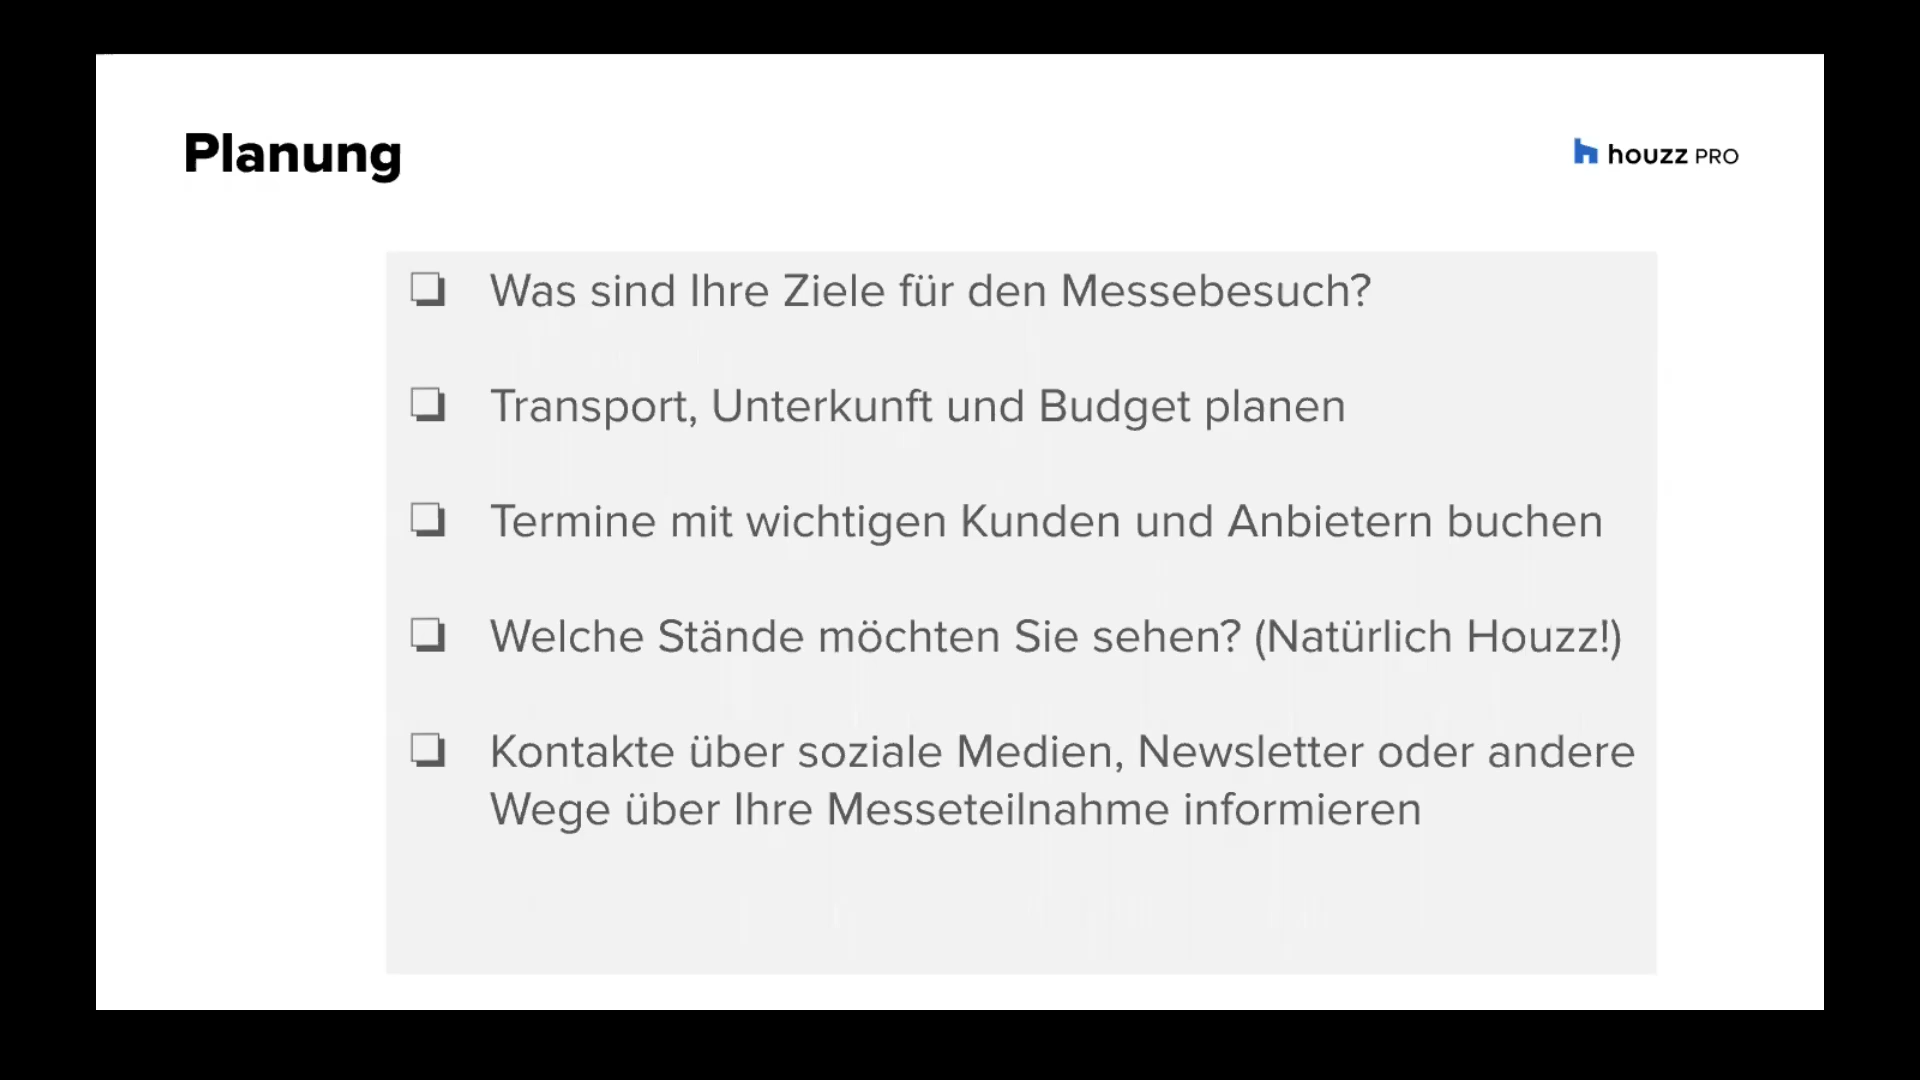 Planung
houzz PRO
Was sind Ihre Ziele für den Messebesuch?
Transport, Unterkunft und Budget planen
Termine mit wichtigen Kunden und Anbietern buchen
Welche Stände möchten Sie sehen? (Natürlich Houzz!)
Kontakte über soziale Medien, Newsletter oder andere
Wege über Ihre Messeteilnahme informieren